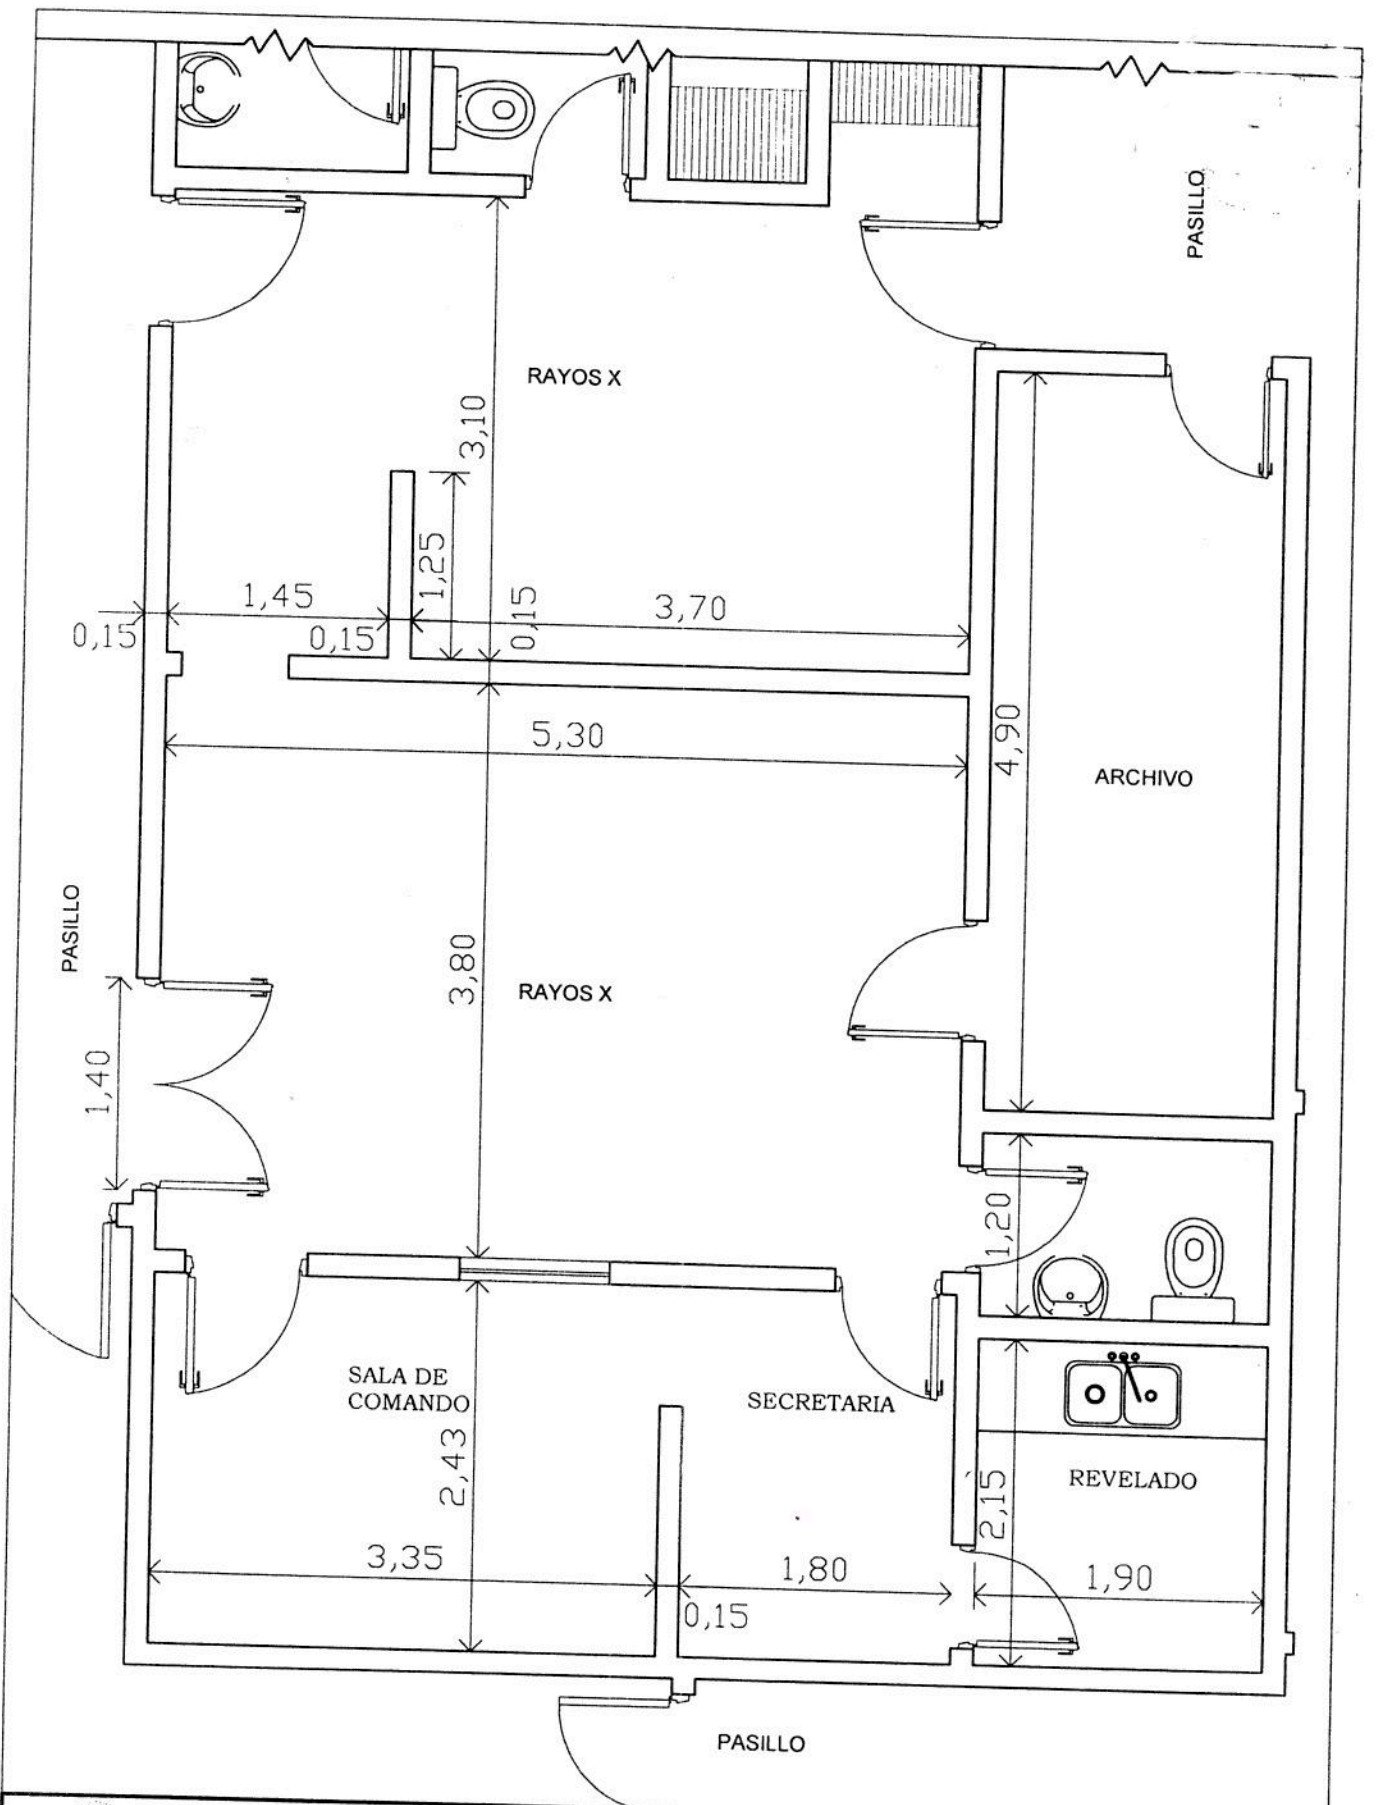 PASILLO
RAYOS X
3,10
1,25
1,45
0,15
3,70
0,15
0,15
5,30
4,90
ARCHIVO
PASILLO
3,80
RAYOS X
1,40
1,20
SALA DE
COMANDO
SECRETARIA
2,43
REVELADO
2,15
3,35
1,80
1,90
0,15
PASILLO